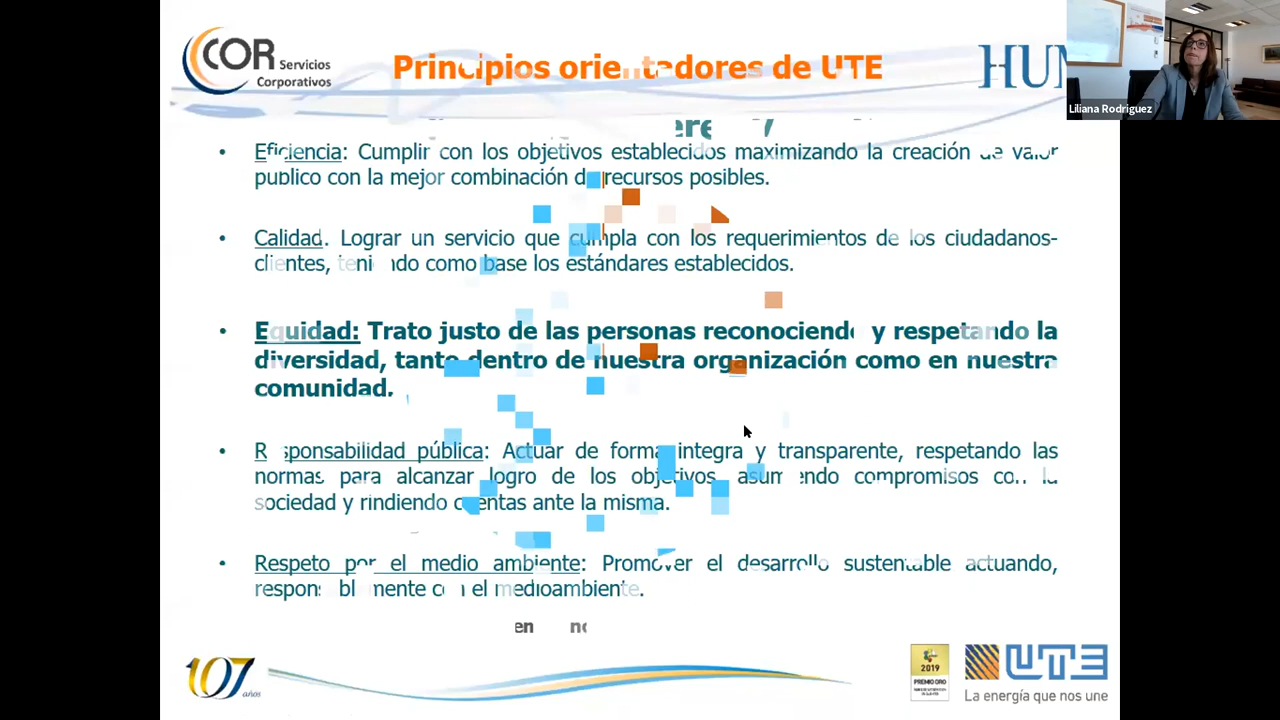 COR Servicios
Corporativos
Principios orientadores de UTE
HUM
Liliana Rodriguez
• Eficiencia: Cumplir con los objetivos establecidos maximizando la creación de valor
publico con la mejor combinación de recursos posibles.
• Calidad. Lograr un servicio que cumpla con los requerimientos de los ciudadanos-
clientes, teniendo como base los estándares establecidos.
• Equidad: Trato justo de las personas reconociendo y respetando la
diversidad, tanto dentro de nuestra organización como en nuestra
comunidad.
• Responsabilidad pública: Actuar de forma integra y transparente, respetando las
normas para alcanzar logro de los objetivos, asumiendo compromisos con la
sociedad y rindiendo cuentas ante la misma.
• Respeto por el medio ambiente: Promover el desarrollo sustentable actuando,
responsablemente con el medioambiente.
en
107 años
2019
PREMIO ORO
UTE
La energía que nos une